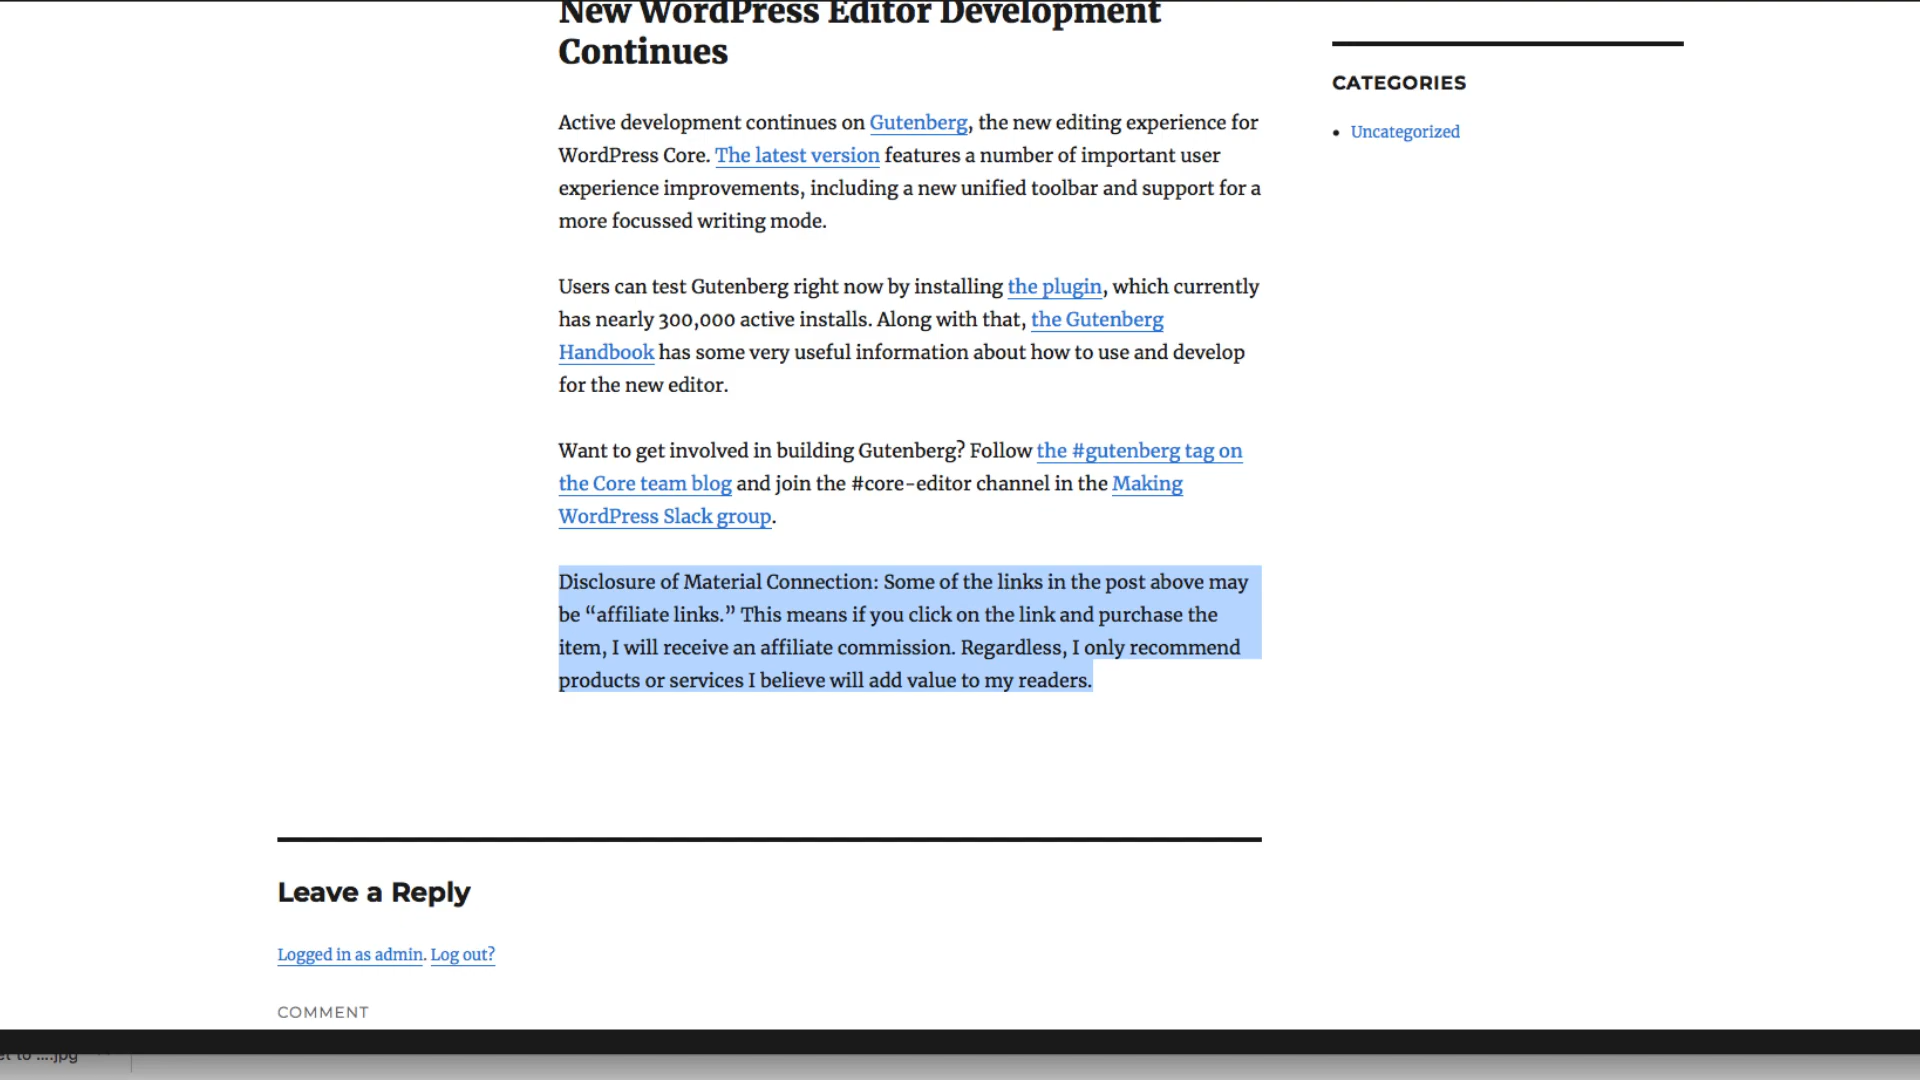 New WordPress Editor Development
Continues
Active development continues on Gutenberg, the new editing experience for
WordPress Core. The latest version features a number of important user
experience improvements, including a new unified toolbar and support for a
more focussed writing mode.
Users can test Gutenberg right now by installing the plugin, which currently
has nearly 300,000 active installs. Along with that, the Gutenberg
Handbook has some very useful information about how to use and develop
for the new editor.
Want to get involved in building Gutenberg? Follow the #gutenberg tag on
the Core team blog and join the #core-editor channel in the Making
WordPress Slack group.
Disclosure of Material Connection: Some of the links in the post above may
be “affiliate links.” This means if you click on the link and purchase the
item, I will receive an affiliate commission. Regardless, I only recommend
products or services I believe will add value to my readers.
CATEGORIES
Uncategorized
Leave a Reply
Logged in as admin. Log out?
COMMENT
to ....jpg